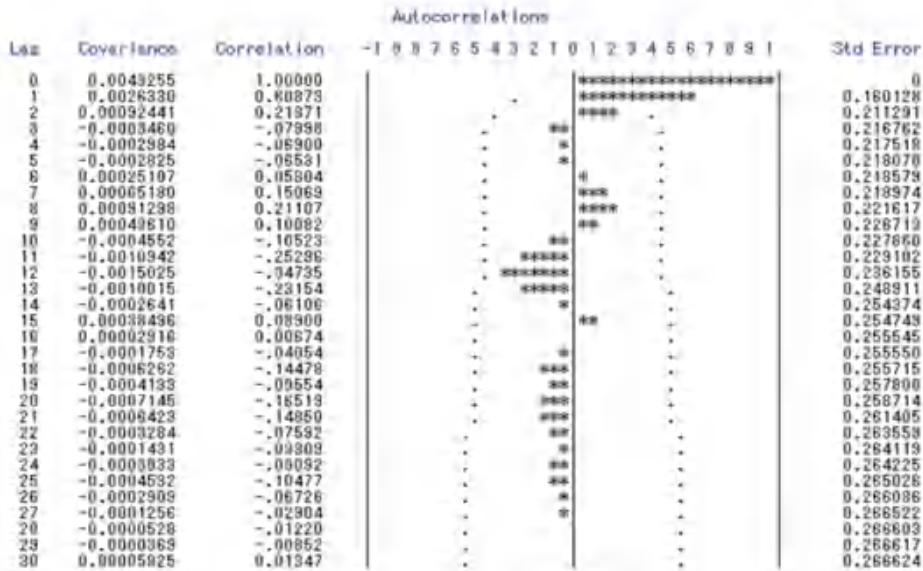 Autocorrelations
Lag Covariance Correlation -1 9 8 7 6 5 4 3 2 1 0 1 2 3 4 5 6 7 8 9 1 Std Error
0 0.0043255 1.00000 |********************| 0
1 0.0026330 0.60873 . |************ | 0.160128
2 0.00092441 0.21371 . |**** . | 0.211291
3 -0.0003460 -.07998 . **| . | 0.216762
4 -0.0002984 -.06900 . *| . | 0.217518
5 -0.0002825 -.06531 . *| . | 0.218078
6 0.00025107 0.05804 . |* . | 0.218579
7 0.00065180 0.15069 . |*** . | 0.218974
8 0.00091298 0.21107 . |**** . | 0.221617
9 0.00043610 0.10082 . |** . | 0.226713
10 -0.0004552 -.10523 . **| . | 0.227860
11 -0.0010942 -.25296 . *****| . | 0.229102
12 -0.0015025 -.34735 . *******| . | 0.236155
13 -0.0010015 -.23154 . *****| . | 0.248911
14 -0.0002641 -.06106 . *| . | 0.254374
15 0.00038496 0.08900 . |** . | 0.254749
16 0.00002916 0.00674 . | . | 0.255545
17 -0.0001753 -.04054 . *| . | 0.255550
18 -0.0006262 -.14478 . ***| . | 0.255715
19 -0.0004133 -.09554 . **| . | 0.257800
20 -0.0007145 -.16519 . ***| . | 0.258714
21 -0.0006423 -.14850 . ***| . | 0.261405
22 -0.0003284 -.07592 . **| . | 0.263559
23 -0.0001431 -.03309 . *| . | 0.264119
24 -0.0003933 -.09092 . **| . | 0.264225
25 -0.0004532 -.10477 . **| . | 0.265026
26 -0.0002909 -.06726 . *| . | 0.266086
27 -0.0001256 -.02904 . *| . | 0.266522
28 -0.0000528 -.01220 . | . | 0.266603
29 -0.0000369 -.00852 . | . | 0.266617
30 0.00005825 0.01347 . | . | 0.266624